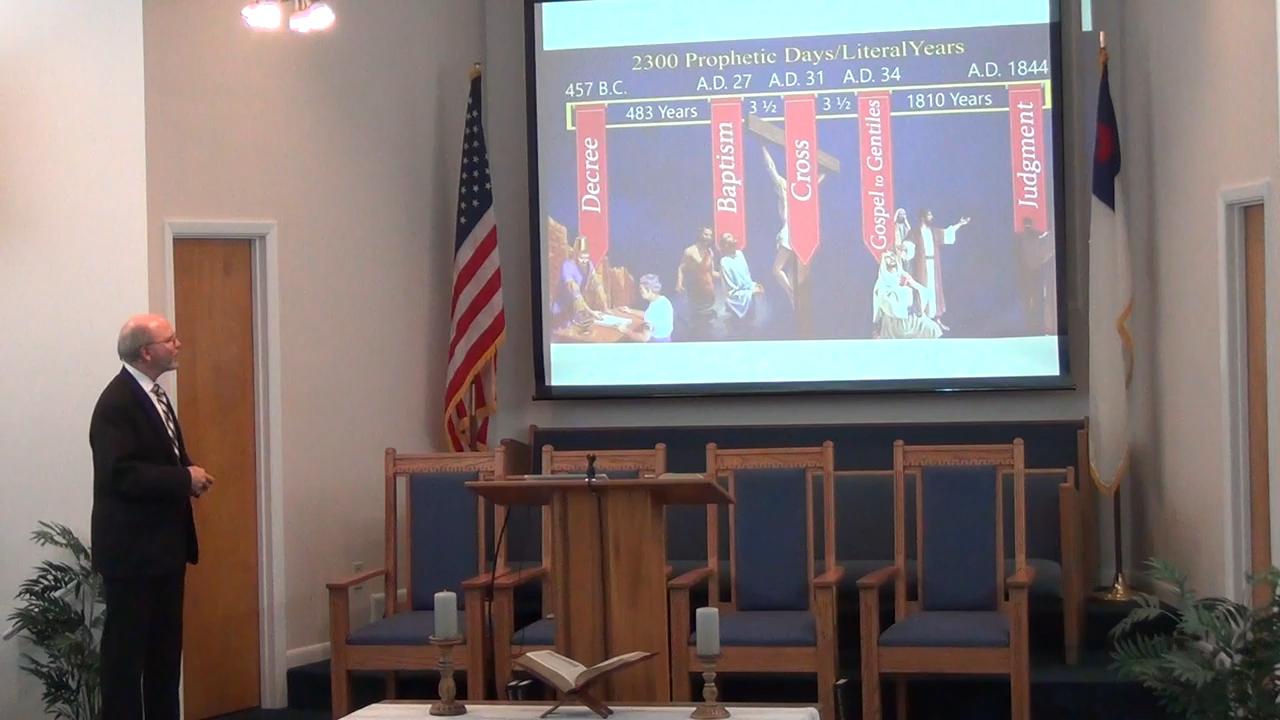 2300 Prophetic Days/LiteralYears
457 B.C. A.D. 27 A.D. 31 A.D. 34 A.D. 1844
483 Years 3 ½ 3 ½ 1810 Years
Decree
Baptism
Cross
Gospel to Gentiles
Judgment